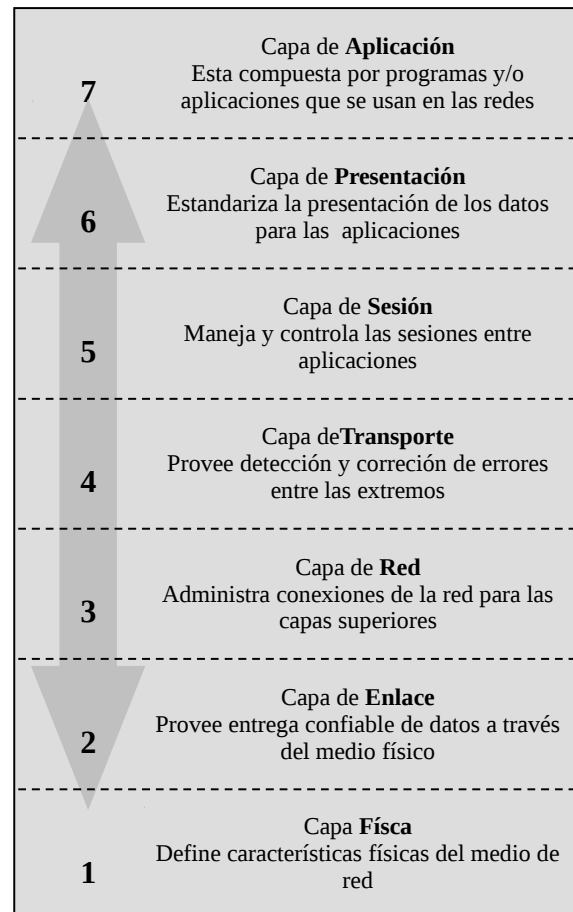 Capa de Aplicación
7
Esta compuesta por programas y/o
aplicaciones que se usan en las redes
Capa de Presentación
6
Estandariza la presentación de los datos
para las aplicaciones
Capa de Sesión
5
Maneja y controla las sesiones entre
aplicaciones
Capa deTransporte
4
Provee detección y correción de errores
entre las extremos
Capa de Red
3
Administra conexiones de la red para las
capas superiores
Capa de Enlace
2
Provee entrega confiable de datos a través
del medio físico
Capa Físca
1
Define características físicas del medio de
red